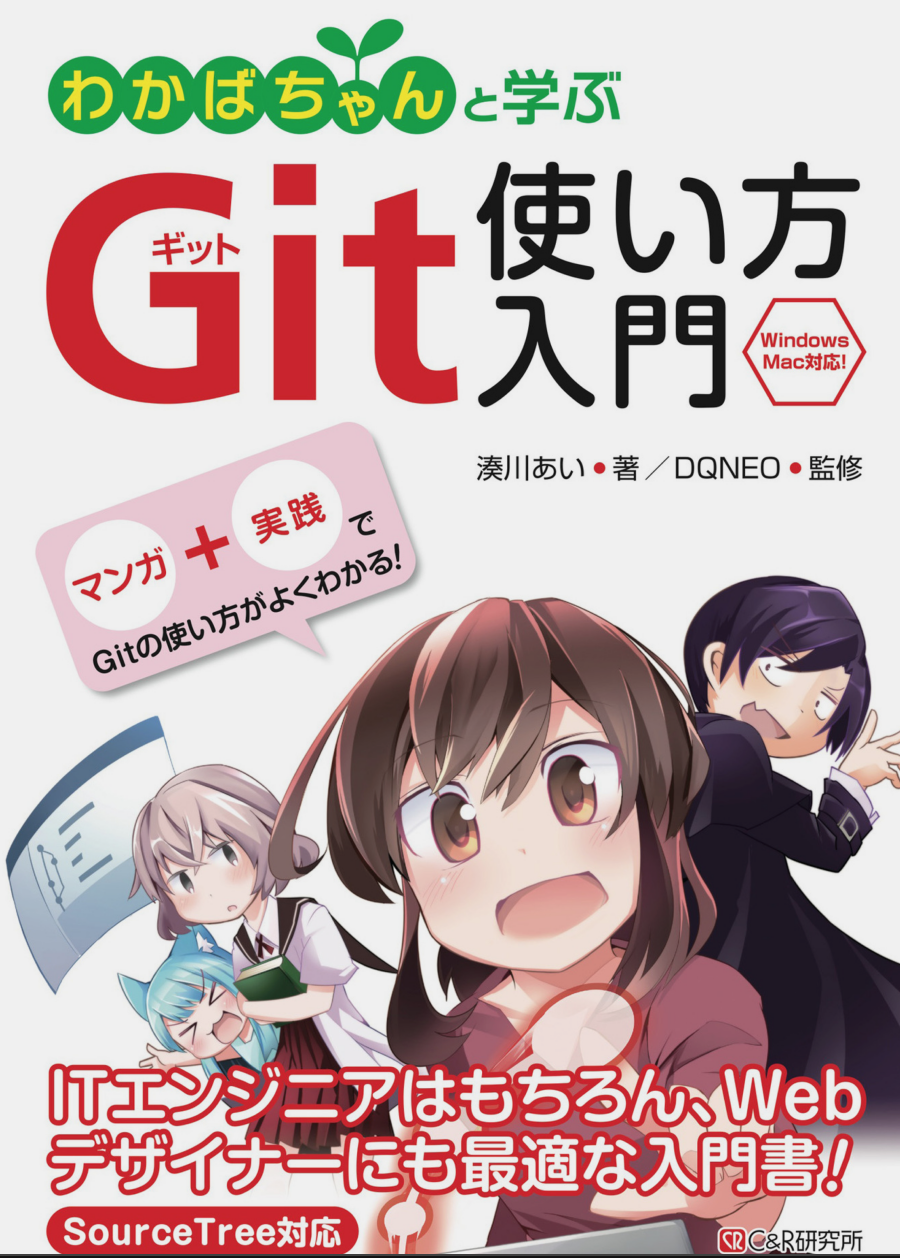 わかばちゃんと学ぶ
Git
ギット
使い方
入門
Windows
Mac対応!
湊川あい●著／DQNEO●監修
マンガ+実践で
Gitの使い方がよくわかる!
ITエンジニアはもちろん、Web
デザイナーにも最適な入門書!
SourceTree対応
CR C&R研究所